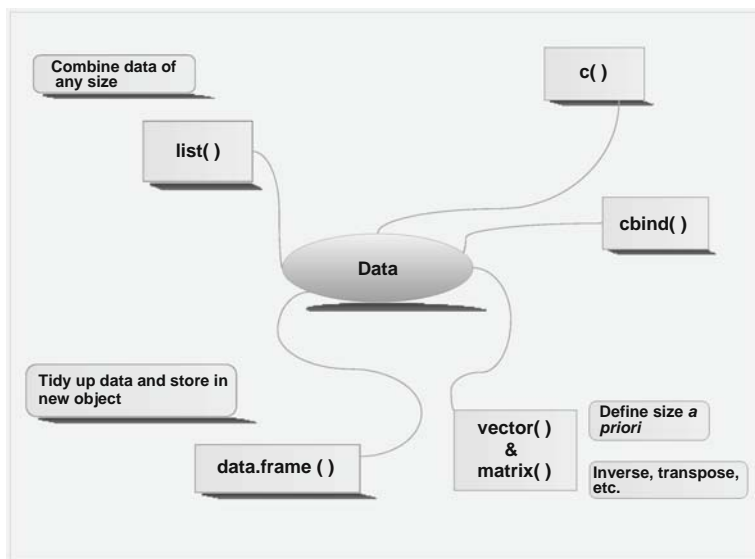 Combine data of
any size
c( )
list( )
cbind( )
Data
Tidy up data and store in
new object
data.frame ( )
vector( )
&
matrix( )
Define size a
priori
Inverse, transpose,
etc.